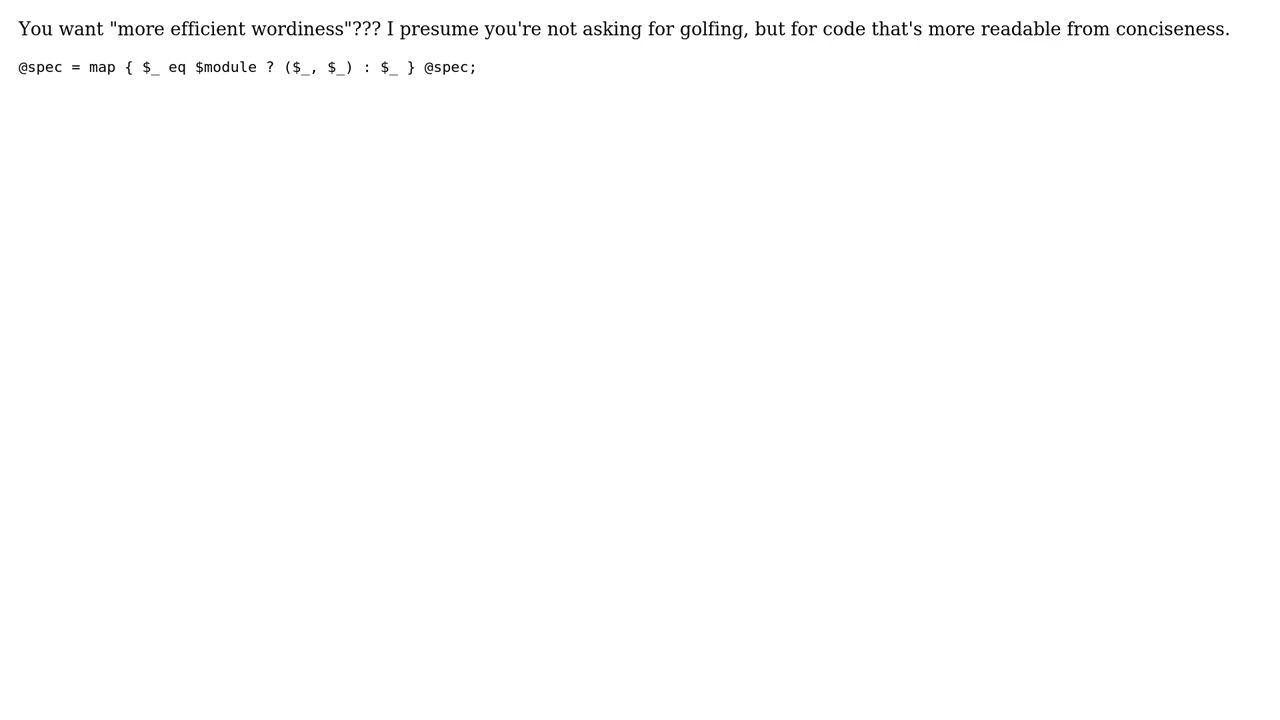 You want "more efficient wordiness"??? I presume you're not asking for golfing, but for code that's more readable from conciseness.
@spec = map { $_ eq $module ? ($_, $_) : $_ } @spec;